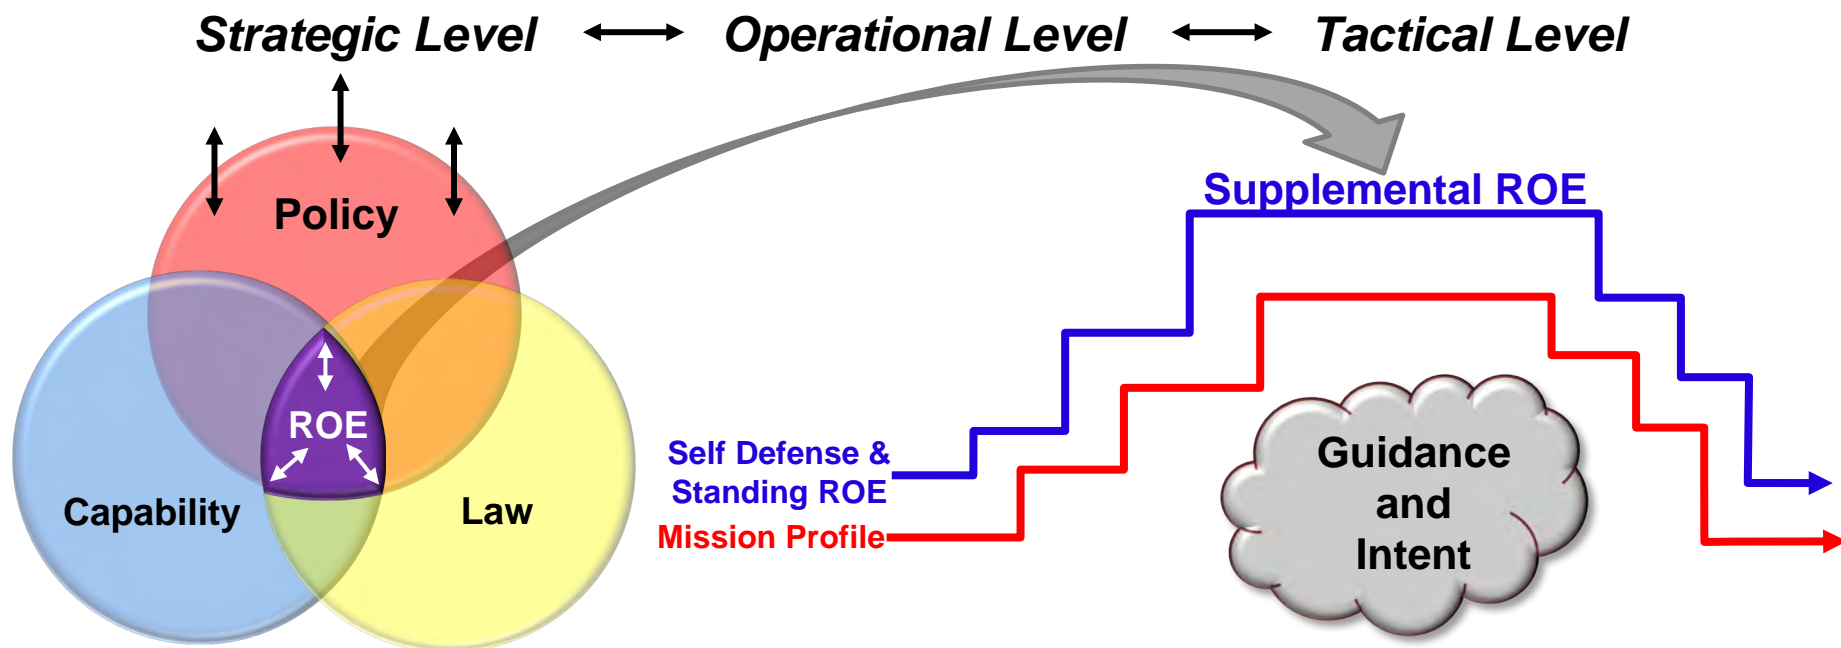 Strategic Level
Operational Level
Tactical Level
Policy
Capability
Law
ROE
Supplemental ROE
Self Defense &
Standing ROE
Mission Profile
Guidance
and
Intent